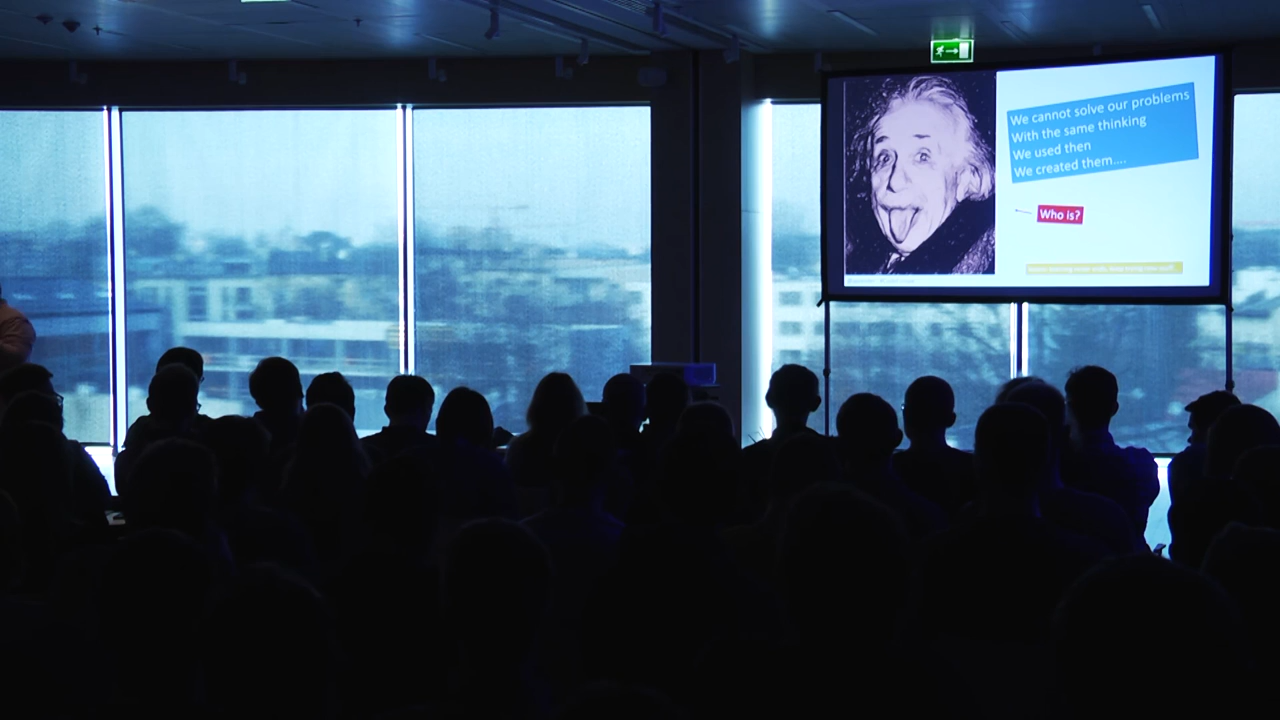 We cannot solve our problems
With the same thinking
We used then
We created them....
Who is?